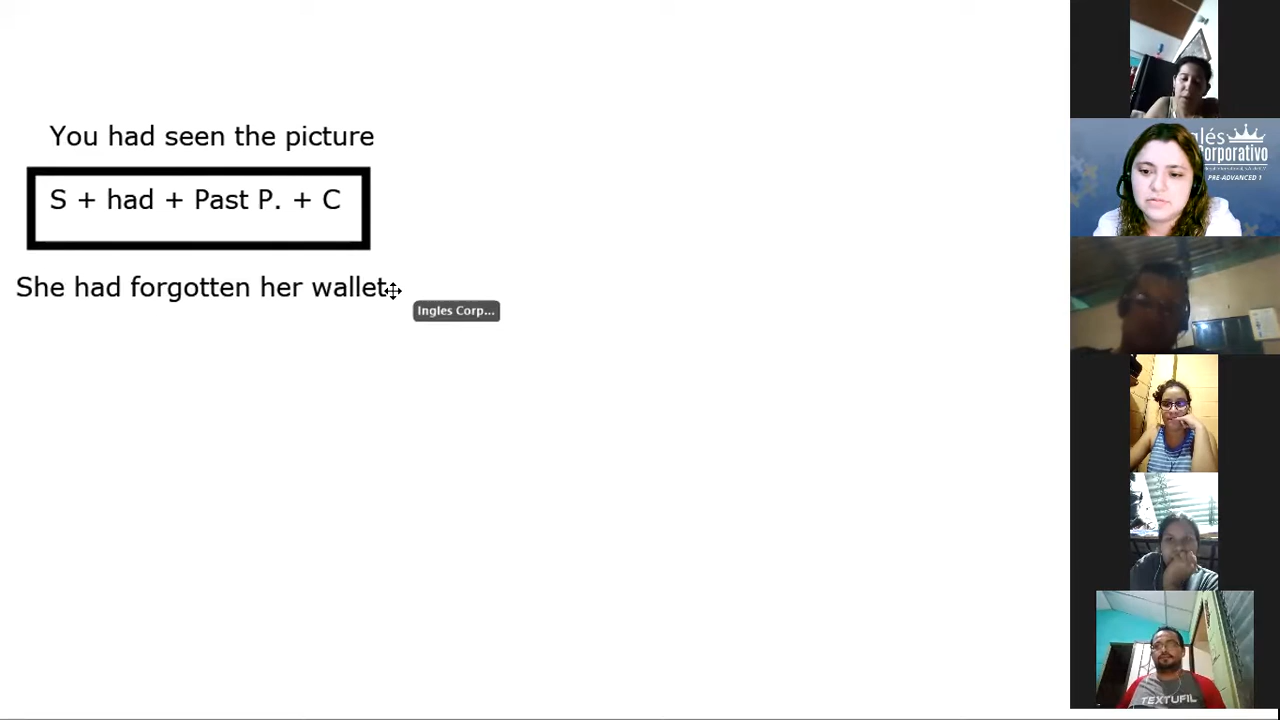 You had seen the picture
S + had + Past P. + C
She had forgotten her wallet
Ingles Corp...
glés
Corporativo
PRE-ADVANCED 1
TEXTUFIL